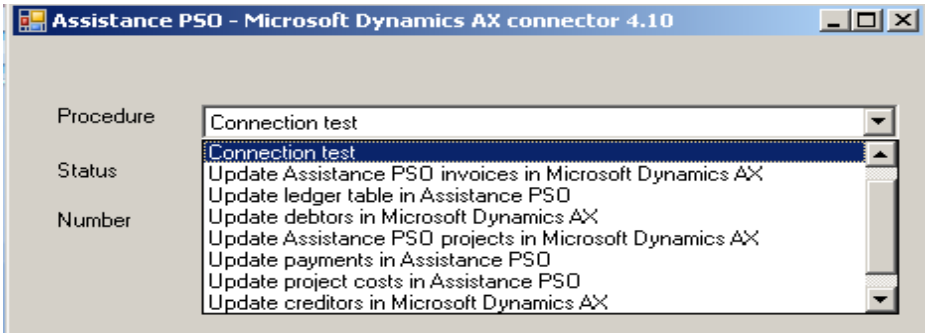 Assistance PSO - Microsoft Dynamics AX connector 4.10
Procedure
Connection test
Connection test
Status
Update Assistance PSO invoices in Microsoft Dynamics AX
Update ledger table in Assistance PSO
Number
Update debtors in Microsoft Dynamics AX
Update Assistance PSO projects in Microsoft Dynamics AX
Update payments in Assistance PSO
Update project costs in Assistance PSO
Update creditors in Microsoft Dynamics AX